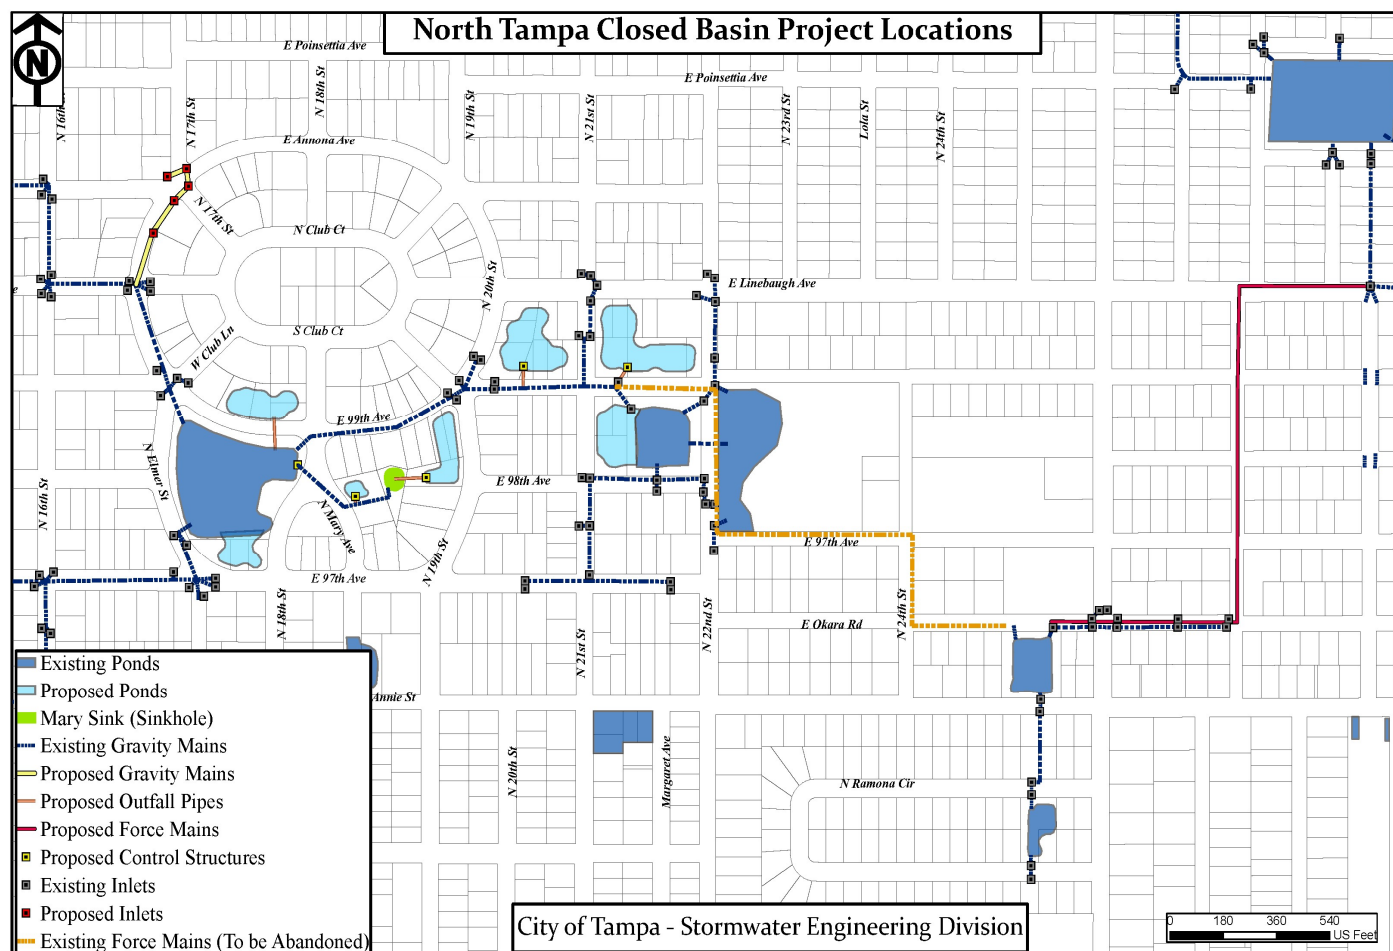 North Tampa Closed Basin Project Locations
N
E Poinsettia Ave
E Poinsettia Ave
N 16th St
N 17th St
N 18th St
N 19th St
N 21st St
N 23rd St
Lola St
N 24th St
E Annona Ave
N 17th St
N Club Ct
N 20th St
E Linebaugh Ave
e
S Club Ct
W Club Ln
E 99th Ave
N Elmer St
E 98th Ave
N 16th St
N Mary Ave
N 19th St
E 97th Ave
E 97th Ave
N 18th St
N 21st St
N 22nd St
E Okara Rd
N 24th St
Annie St
N 20th St
Margaret Ave
N Ramona Cir
Existing Ponds
Proposed Ponds
Mary Sink (Sinkhole)
Existing Gravity Mains
Proposed Gravity Mains
Proposed Outfall Pipes
Proposed Force Mains
Proposed Control Structures
Existing Inlets
Proposed Inlets
Existing Force Mains (To be Abandoned)
City of Tampa - Stormwater Engineering Division
0 180 360 540
US Feet